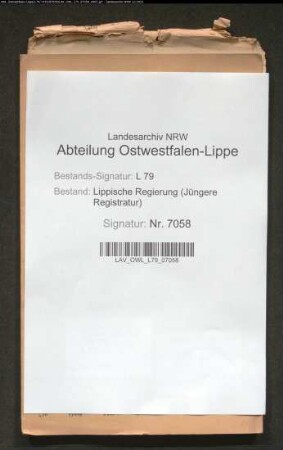 Landesarchiv NRW
Abteilung Ostwestfalen-Lippe
Bestands-Signatur: L 79
Bestand: Lippische Regierung (Jüngere
Registratur)
Signatur: Nr. 7058
LAV_OWL_L79_07058